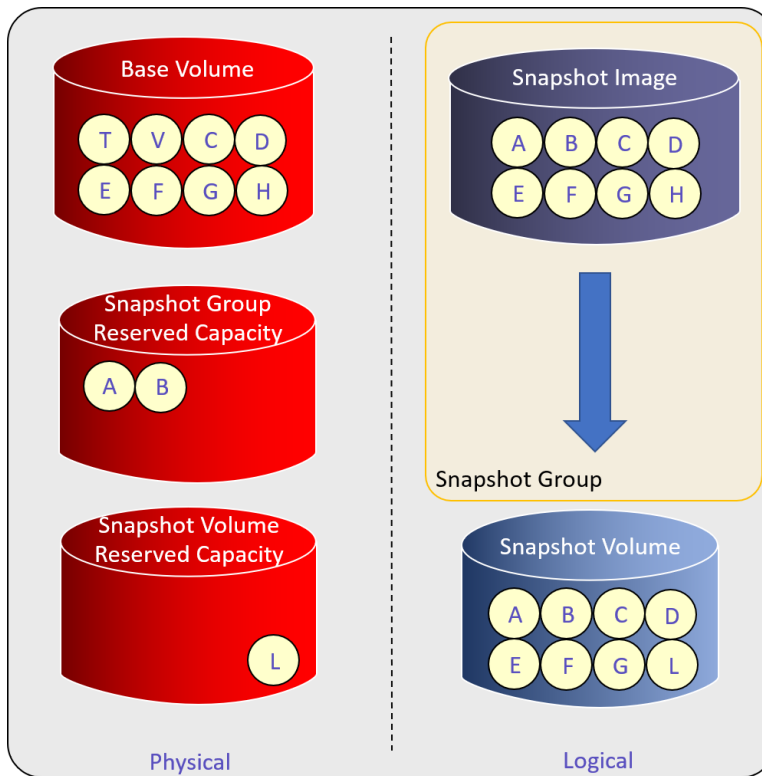 Base Volume
T V C D
E F G H
Snapshot Group
Reserved Capacity
A B
Snapshot Volume
Reserved Capacity
L
Physical
Snapshot Image
A B C D
E F G H
Snapshot Group
Snapshot Volume
A B C D
E F G L
Logical